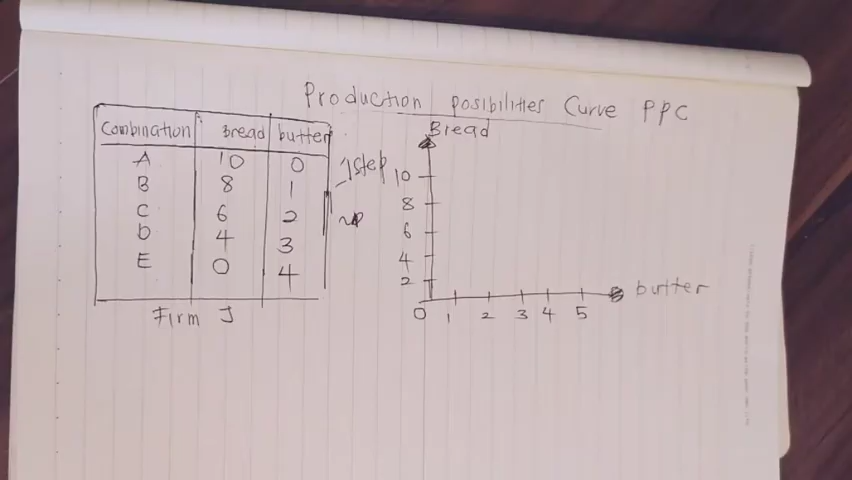 Production posibilities Curve PPC
Combination Bread butter
A 10 0
B 8 1
C 6 2
D 4 3
E 0 4
Firm J
1step
Bread
10
8
6
4
2
0 1 2 3 4 5
butter